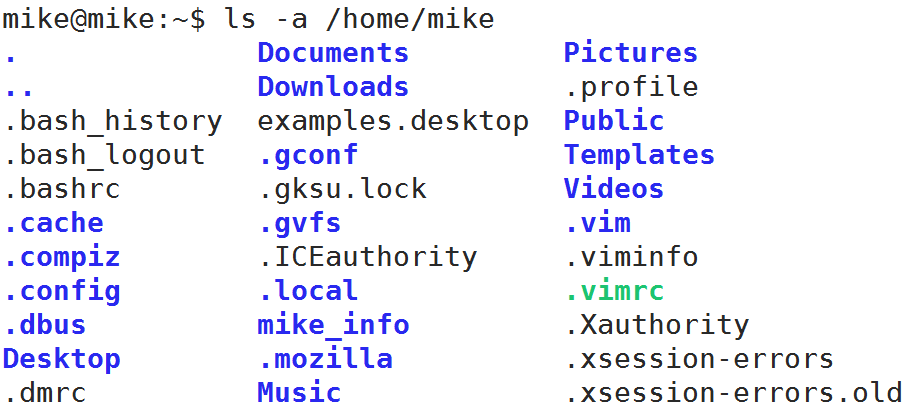 mike@mike:~$ ls -a /home/mike
. Documents Pictures
.. Downloads .profile
.bash_history examples.desktop Public
.bash_logout .gconf Templates
.bashrc .gksu.lock Videos
.cache .gvfs .vim
.compiz .ICEauthority .viminfo
.config .local .vimrc
.dbus mike_info .Xauthority
Desktop .mozilla .xsession-errors
.dmrc Music .xsession-errors.old